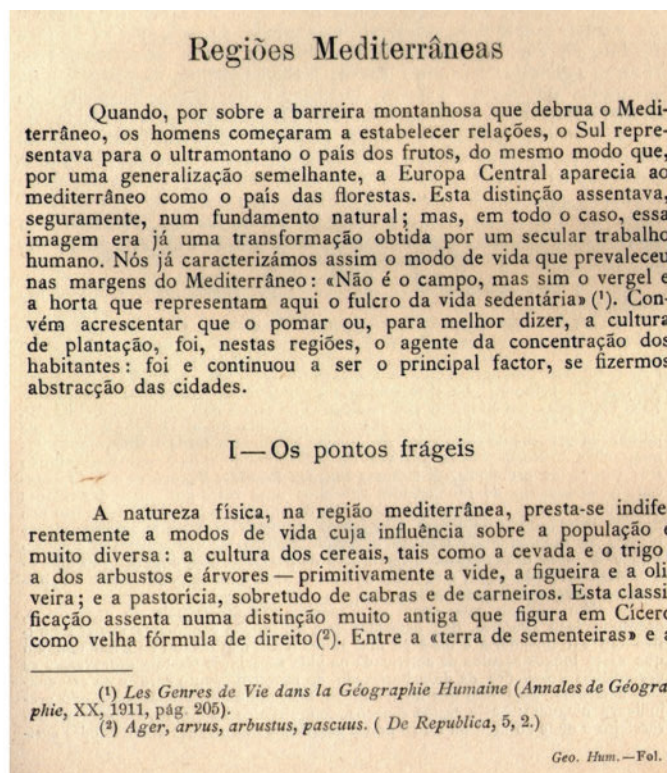 Regiões Mediterrâneas
Quando, por sobre a barreira montanhosa que debrua o Medi-
terrâneo, os homens começaram a estabelecer relações, o Sul repre-
sentava para o ultramontano o país dos frutos, do mesmo modo que,
por uma generalização semelhante, a Europa Central aparecia ao
mediterrâneo como o país das florestas. Esta distinção assentava,
seguramente, num fundamento natural; mas, em todo o caso, essa
imagem era já uma transformação obtida por um secular trabalho
humano. Nós já caracterizámos assim o modo de vida que prevaleceu
nas margens do Mediterrâneo: «Não é o campo, mas sim o vergel e
a horta que representam aqui o fulcro da vida sedentária» (¹). Con-
vém acrescentar que o pomar ou, para melhor dizer, a cultura
de plantação, foi, nestas regiões, o agente da concentração dos
habitantes: foi e continuou a ser o principal factor, se fizermos
abstracção das cidades.
I — Os pontos frágeis
A natureza física, na região mediterrânea, presta-se indife-
rentemente a modos de vida cuja influência sobre a população é
muito diversa: a cultura dos cereais, tais como a cevada e o trigo
a dos arbustos e árvores — primitivamente a vide, a figueira e a oli-
veira; e a pastorícia, sobretudo de cabras e de carneiros. Esta classi-
ficação assenta numa distinção muito antiga que figura em Cícero
como velha fórmula de direito (²). Entre a «terra de sementeiras» e a
(¹) Les Genres de Vie dans la Géographie Humaine (Annales de Géogra-
phie, XX, 1911, pág. 205).
(²) Ager, arvus, arbustus, pascuus. ( De Republica, 5, 2.)
Geo. Hum. — Fol.